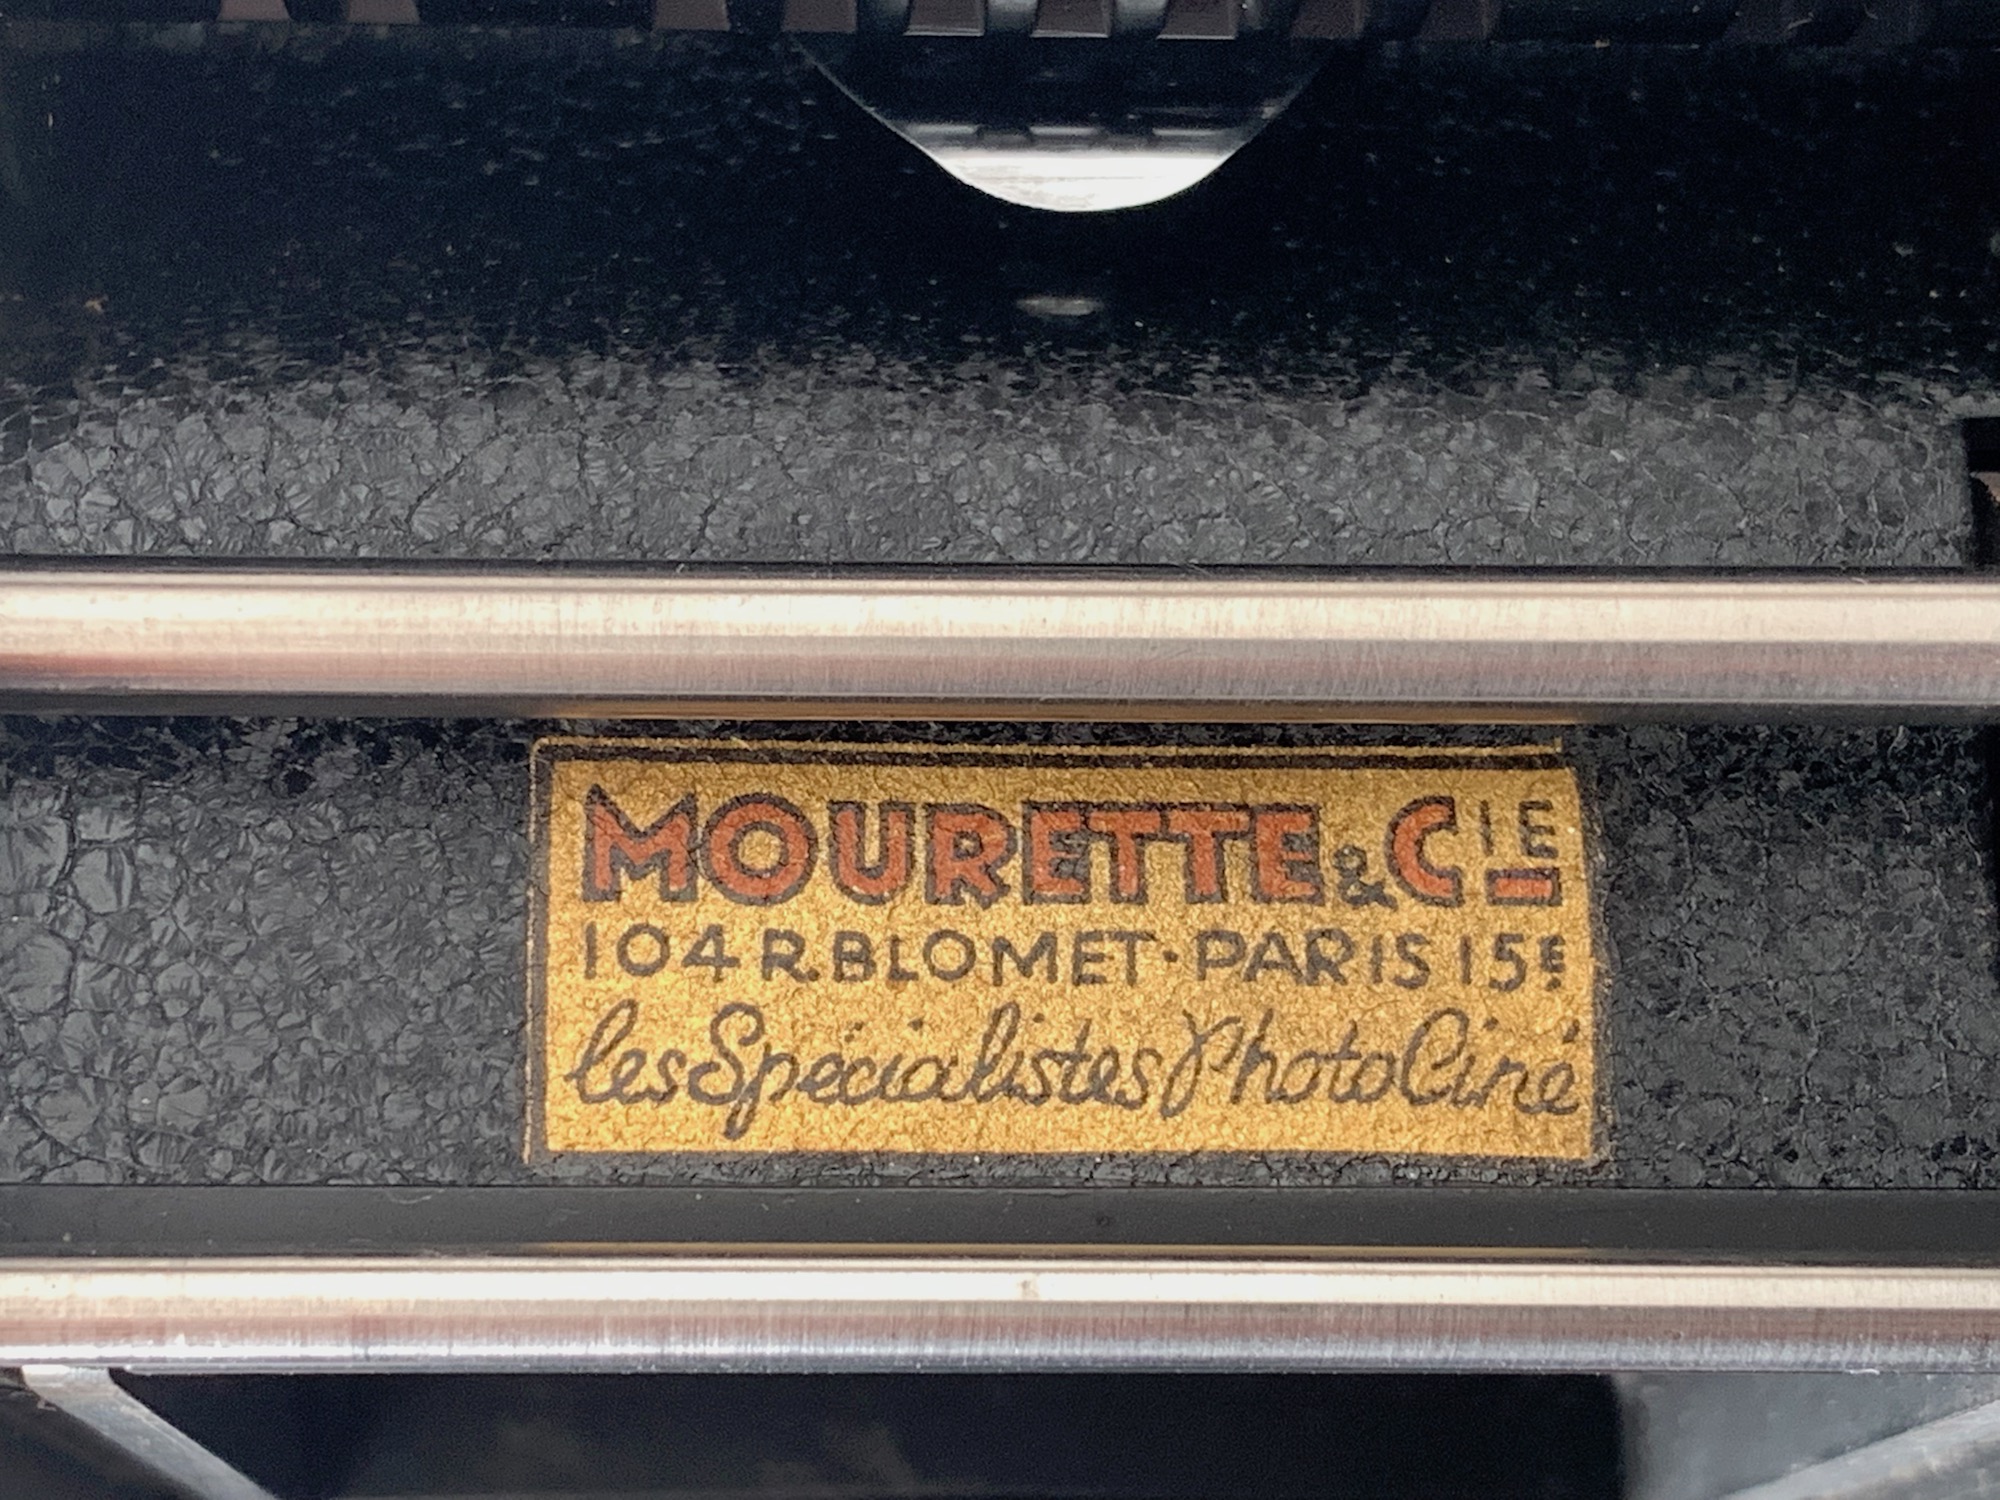 MOURETTE & CIE
104 R. BLOMET · PARIS 15E
les Spécialistes Photo Ciné